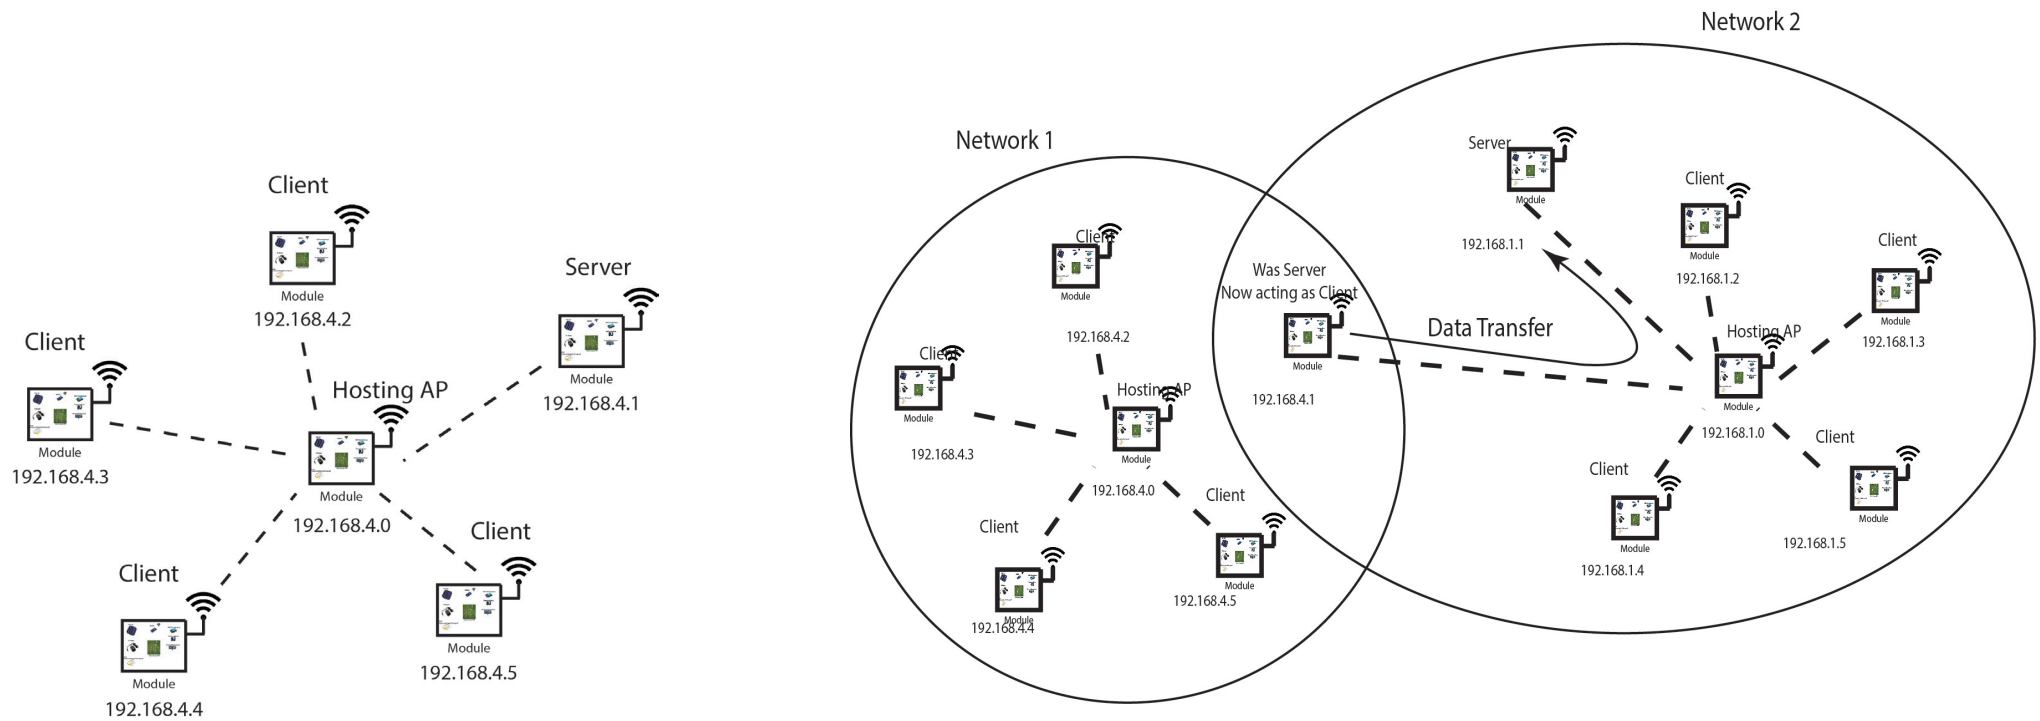 Client
Module
192.168.4.2
Server
Module
192.168.4.1
Client
Module
192.168.4.3
Hosting AP
Module
192.168.4.0
Client
Module
192.168.4.4
Client
Module
192.168.4.5
Network 1
Client
Module
192.168.4.2
Client
Module
192.168.4.3
Hosting AP
Module
192.168.4.0
Client
Module
192.168.4.4
Client
Module
192.168.4.5
Was Server
Now acting as Client
Module
192.168.4.1
Data Transfer
Network 2
Server
Module
192.168.1.1
Client
Module
192.168.1.2
Client
Module
192.168.1.3
Hosting AP
Module
192.168.1.0
Client
Module
192.168.1.4
Client
Module
192.168.1.5